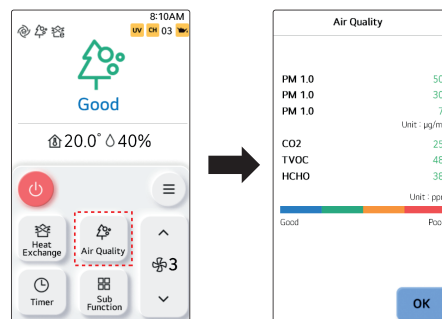 8:10AM
UV CH 03
Good
20.0° 40%
Heat
Exchange
Air Quality
3
Timer
Sub
Function
Air Quality
PM 1.0 50
PM 1.0 30
PM 1.0 7
Unit : µg/m
CO2 25
TVOC 48
HCHO 38
Unit : pp
Good Poo
OK